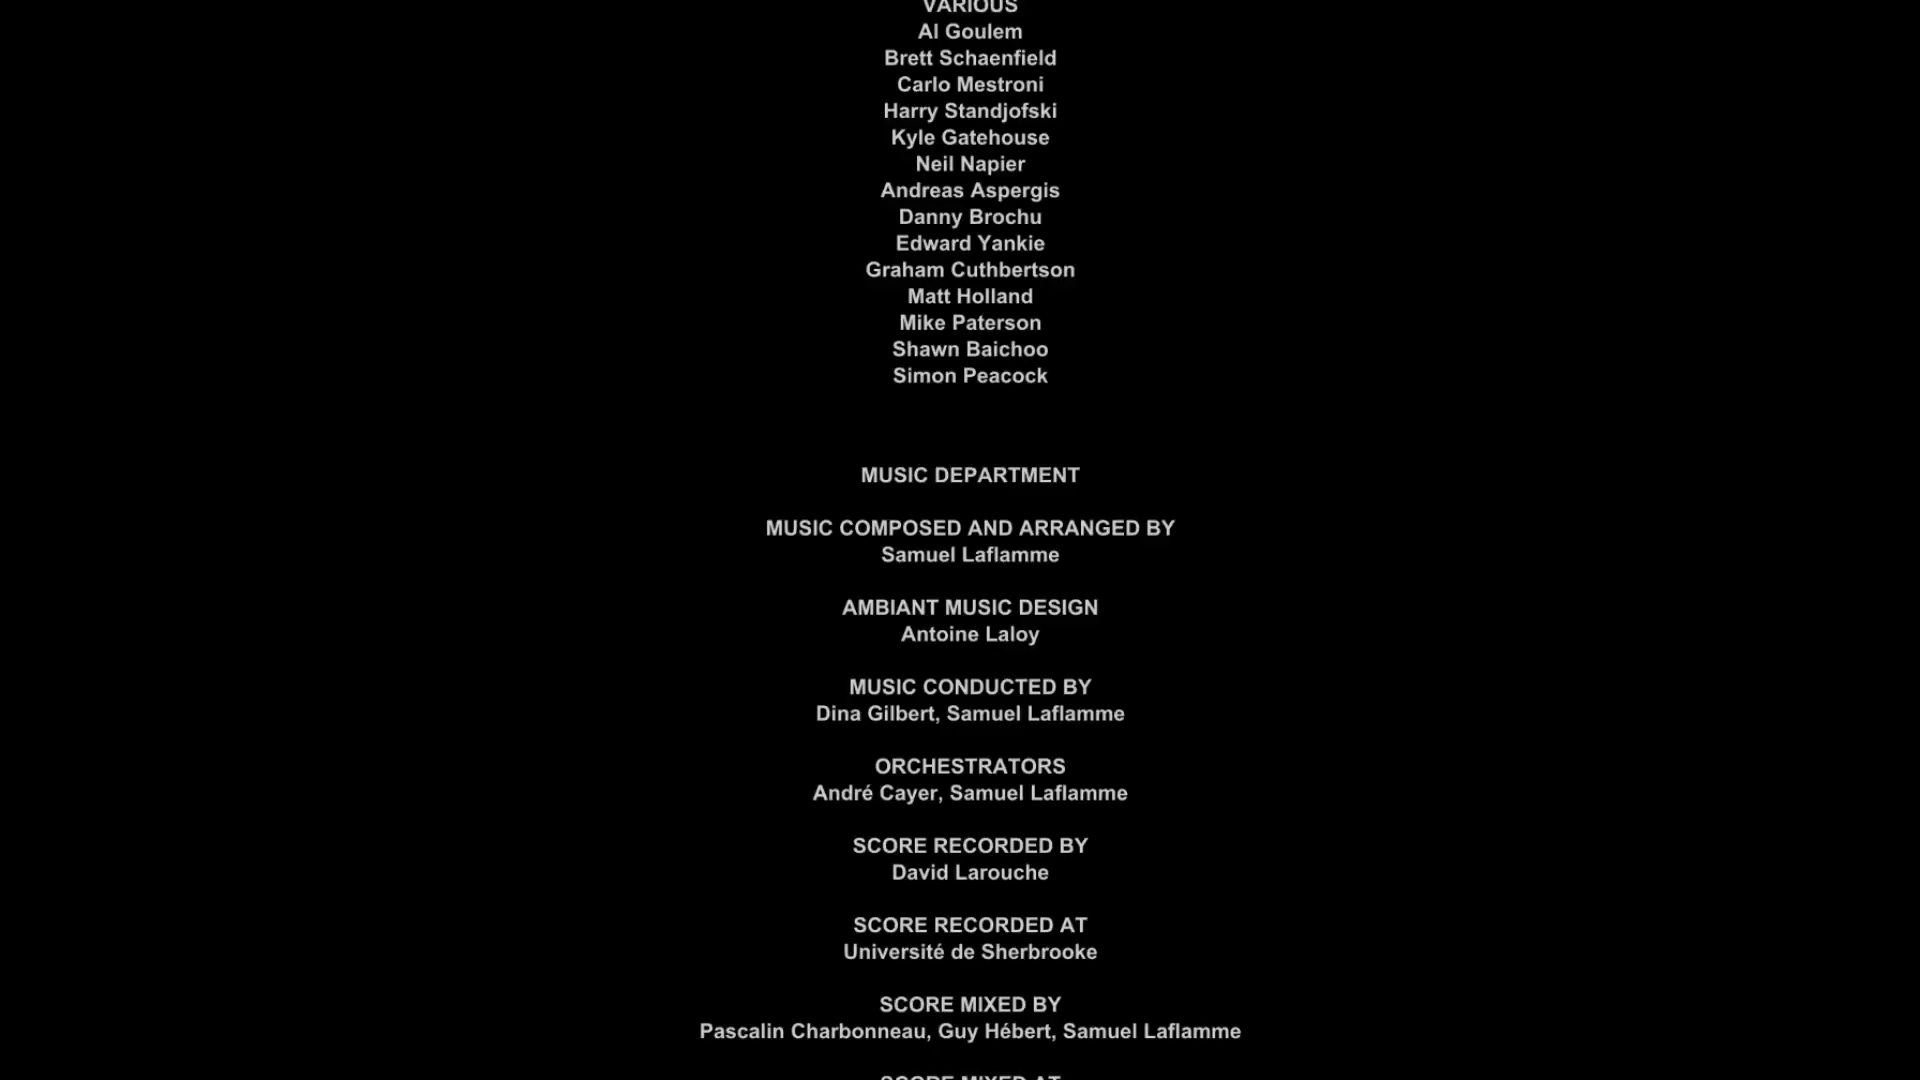 VARIOUS
Al Goulem
Brett Schaenfield
Carlo Mestroni
Harry Standjofski
Kyle Gatehouse
Neil Napier
Andreas Aspergis
Danny Brochu
Edward Yankie
Graham Cuthbertson
Matt Holland
Mike Paterson
Shawn Baichoo
Simon Peacock
MUSIC DEPARTMENT
MUSIC COMPOSED AND ARRANGED BY
Samuel Laflamme
AMBIANT MUSIC DESIGN
Antoine Laloy
MUSIC CONDUCTED BY
Dina Gilbert, Samuel Laflamme
ORCHESTRATORS
André Cayer, Samuel Laflamme
SCORE RECORDED BY
David Larouche
SCORE RECORDED AT
Université de Sherbrooke
SCORE MIXED BY
Pascalin Charbonneau, Guy Hébert, Samuel Laflamme
SCORE MIXED AT